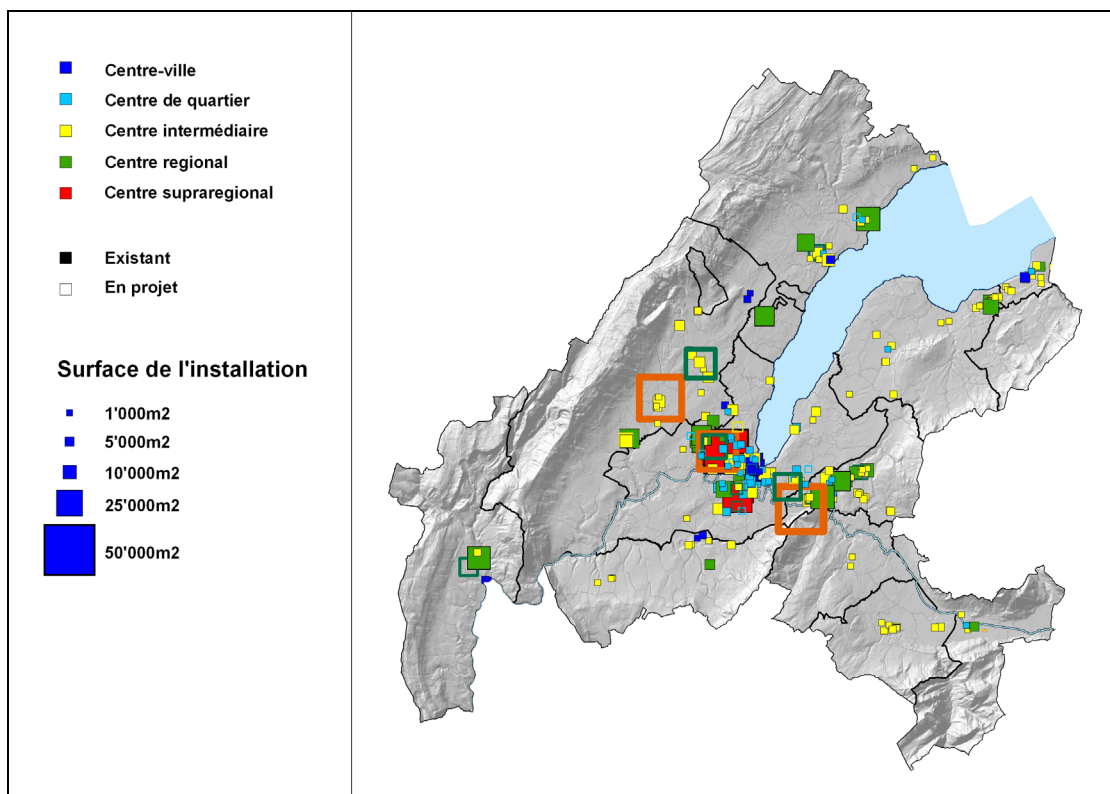 Centre-ville
Centre de quartier
Centre intermédiaire
Centre regional
Centre supraregional
Existant
En projet
Surface de l'installation
1'000m2
5'000m2
10'000m2
25'000m2
50'000m2